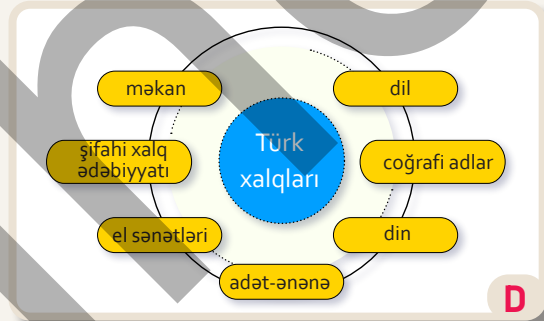 məkan
dil
şifahi xalq
ədəbiyyatı
Türk
xalqları
coğrafi adlar
el sənətləri
din
adət-ənənə
D